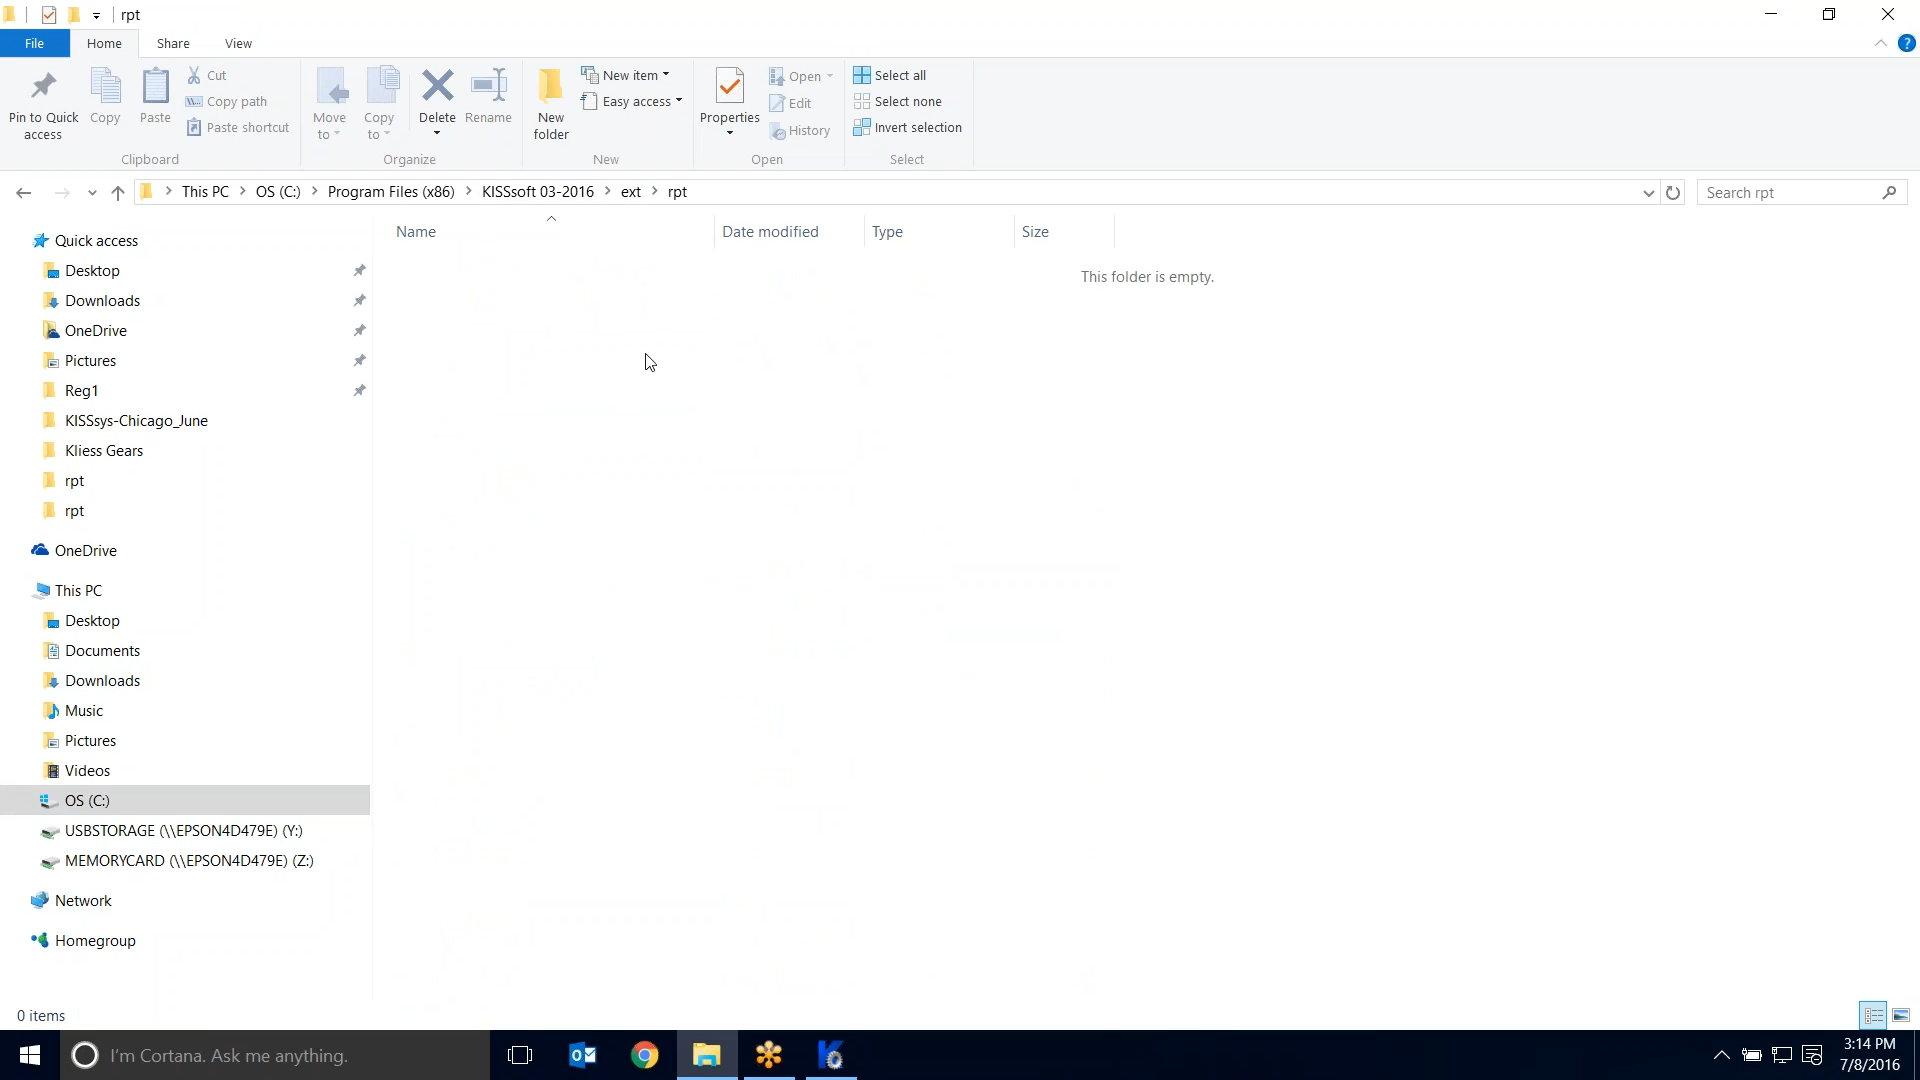 rpt
File Home Share View
Pin to Quick access
Copy
Paste
Cut
Copy path
Paste shortcut
Clipboard
Move to
Copy to
Delete
Rename
Organize
New folder
New item
Easy access
New
Properties
Open
Edit
History
Open
Select all
Select none
Invert selection
Select
This PC OS (C:) Program Files (x86) KISSsoft 03-2016 ext rpt
Search rpt
Name Date modified Type Size
This folder is empty.
Quick access
Desktop
Downloads
OneDrive
Pictures
Reg1
KISSsys-Chicago_June
Kliess Gears
rpt
rpt
OneDrive
This PC
Desktop
Documents
Downloads
Music
Pictures
Videos
OS (C:)
USBSTORAGE (\\EPSON4D479E) (Y:)
MEMORYCARD (\\EPSON4D479E) (Z:)
Network
Homegroup
0 items
I'm Cortana. Ask me anything.
3:14 PM
7/8/2016